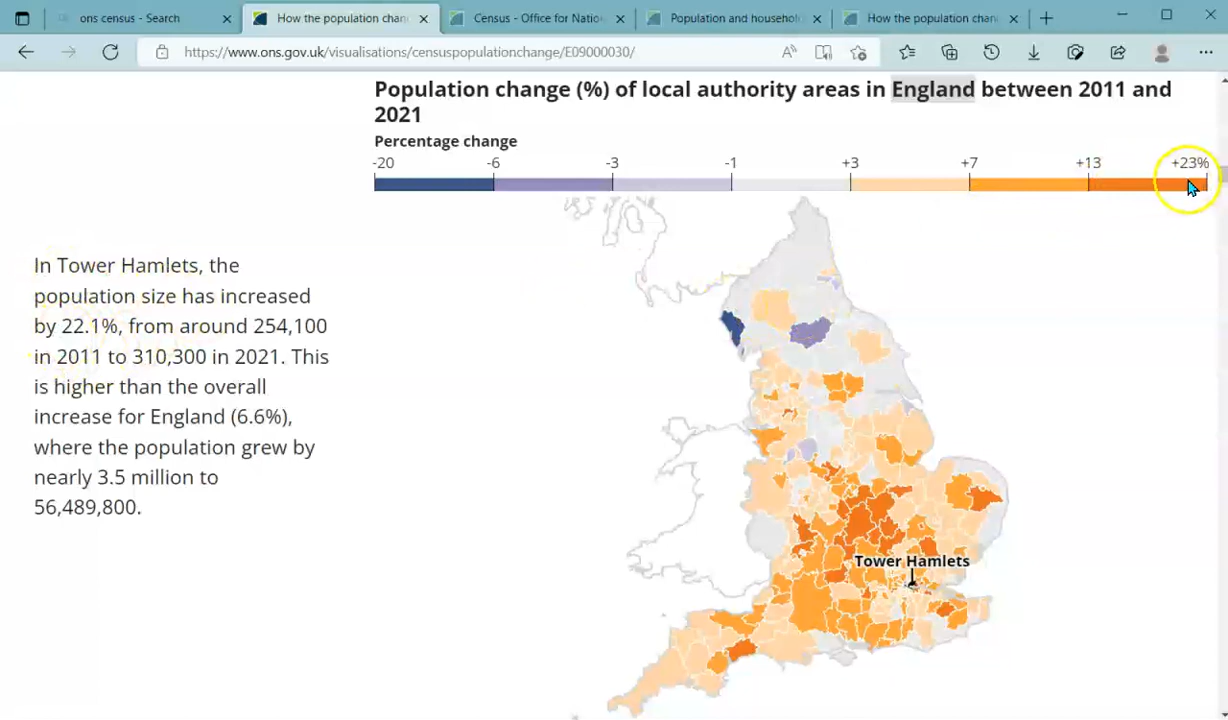 ons census - Search
How the population chan
Census - Office for Natio
Population and househol
How the population chan
https://www.ons.gov.uk/visualisations/censuspopulationchange/E09000030/
Population change (%) of local authority areas in England between 2011 and
2021
Percentage change
-20 -6 -3 -1 +3 +7 +13 +23%
In Tower Hamlets, the
population size has increased
by 22.1%, from around 254,100
in 2011 to 310,300 in 2021. This
is higher than the overall
increase for England (6.6%),
where the population grew by
nearly 3.5 million to
56,489,800.
Tower Hamlets